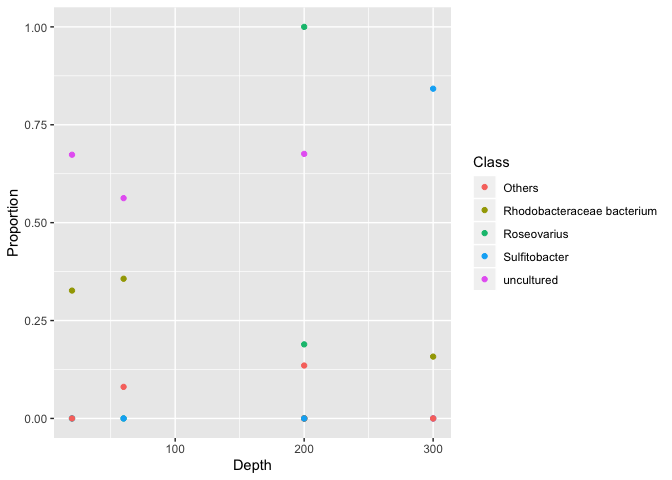 1.00
0.75
0.50
0.25
0.00
Proportion
100
200
300
Depth
Class
Others
Rhodobacteraceae bacterium
Roseovarius
Sulfitobacter
uncultured